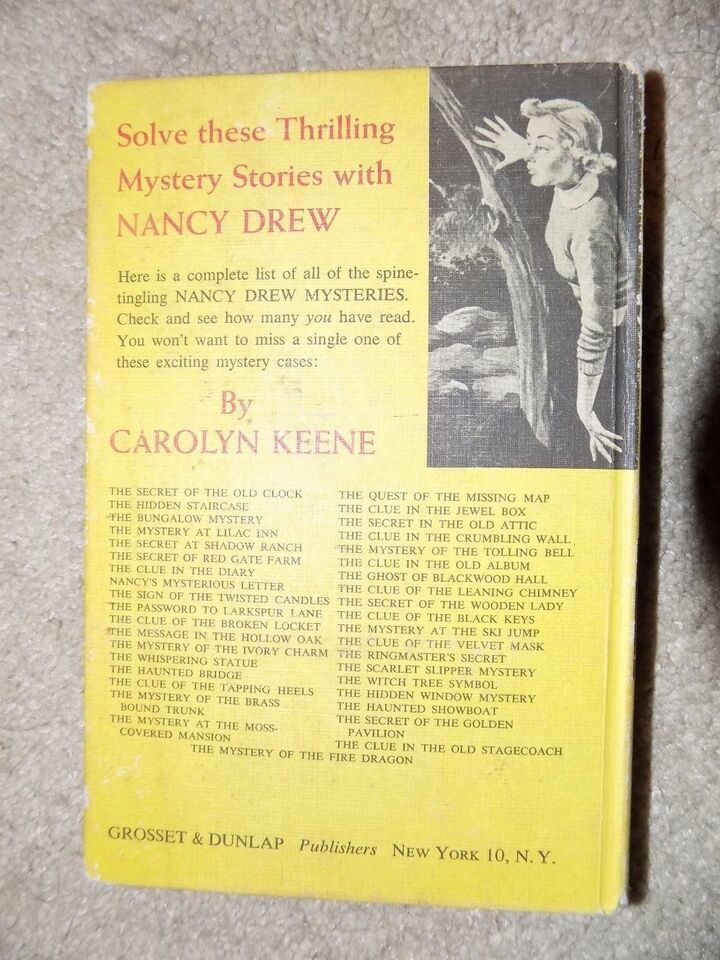 Solve these Thrilling
Mystery Stories with
NANCY DREW
Here is a complete list of all of the spine-
tingling NANCY DREW MYSTERIES.
Check and see how many you have read.
You won't want to miss a single one of
these exciting mystery cases:
By
CAROLYN KEENE
THE SECRET OF THE OLD CLOCK
THE HIDDEN STAIRCASE
THE BUNGALOW MYSTERY
THE MYSTERY AT LILAC INN
THE SECRET AT SHADOW RANCH
THE SECRET OF RED GATE FARM
THE CLUE IN THE DIARY
NANCY'S MYSTERIOUS LETTER
THE SIGN OF THE TWISTED CANDLES
THE PASSWORD TO LARKSPUR LANE
THE CLUE OF THE BROKEN LOCKET
THE MESSAGE IN THE HOLLOW OAK
THE MYSTERY OF THE IVORY CHARM
THE WHISPERING STATUE
THE HAUNTED BRIDGE
THE CLUE OF THE TAPPING HEELS
THE MYSTERY OF THE BRASS
BOUND TRUNK
THE MYSTERY AT THE MOSS-
COVERED MANSION
THE QUEST OF THE MISSING MAP
THE CLUE IN THE JEWEL BOX
THE SECRET IN THE OLD ATTIC
THE CLUE IN THE CRUMBLING WALL
THE MYSTERY OF THE TOLLING BELL
THE CLUE IN THE OLD ALBUM
THE GHOST OF BLACKWOOD HALL
THE CLUE OF THE LEANING CHIMNEY
THE SECRET OF THE WOODEN LADY
THE CLUE OF THE BLACK KEYS
THE MYSTERY AT THE SKI JUMP
THE CLUE OF THE VELVET MASK
THE RINGMASTER'S SECRET
THE SCARLET SLIPPER MYSTERY
THE WITCH TREE SYMBOL
THE HIDDEN WINDOW MYSTERY
THE HAUNTED SHOWBOAT
THE SECRET OF THE GOLDEN
PAVILION
THE CLUE IN THE OLD STAGECOACH
THE MYSTERY OF THE FIRE DRAGON
GROSSET & DUNLAP Publishers NEW YORK 10, N. Y.